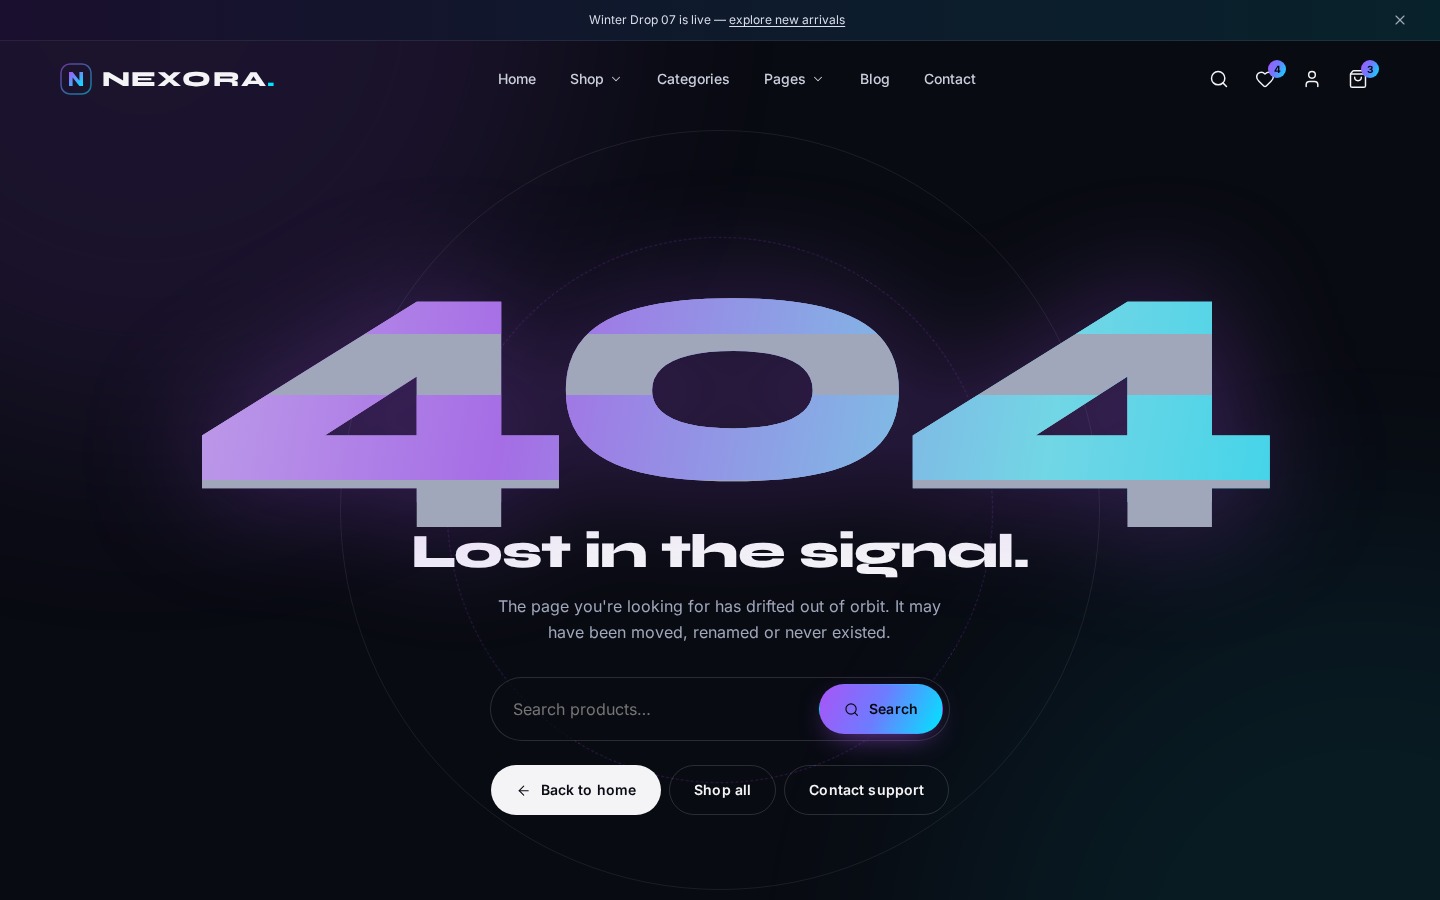 Winter Drop 07 is live — explore new arrivals
N NEXORA.
Home Shop Categories Pages Blog Contact
4 3
404
Lost in the signal.
The page you're looking for has drifted out of orbit. It may
have been moved, renamed or never existed.
Search products...
Search
Back to home
Shop all
Contact support